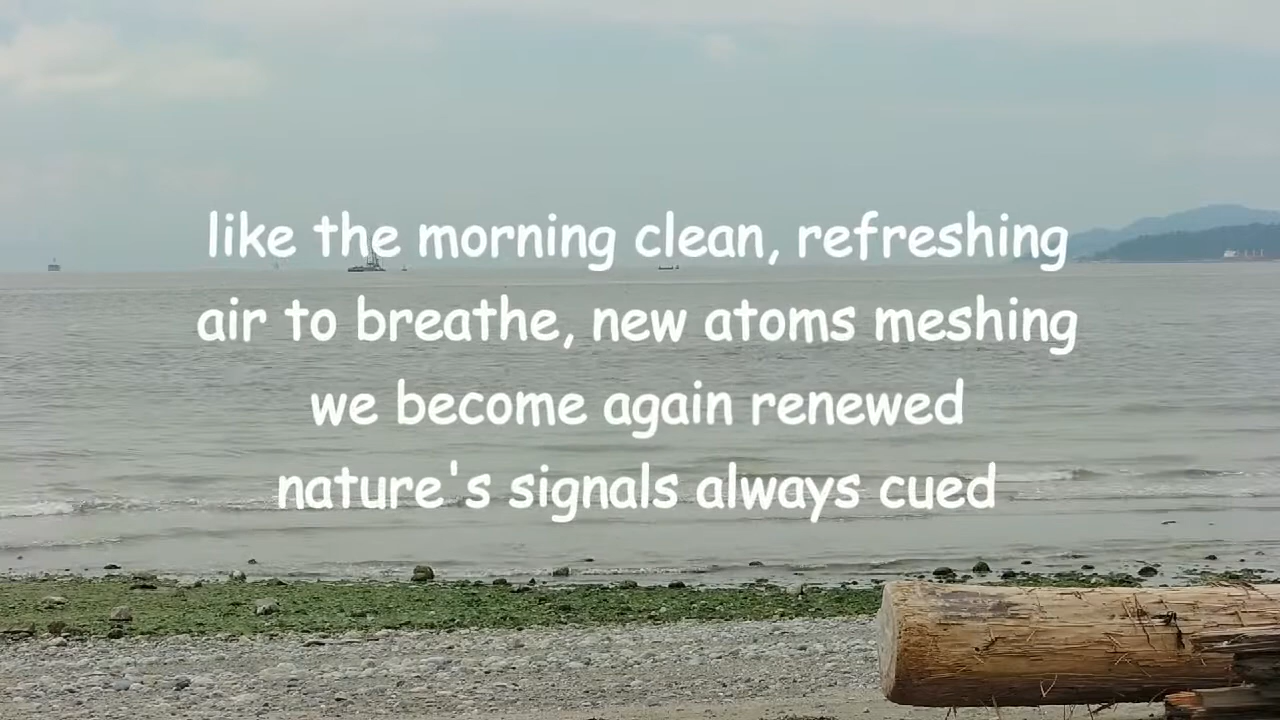 like the morning clean, refreshing
air to breathe, new atoms meshing
we become again renewed
nature's signals always cued